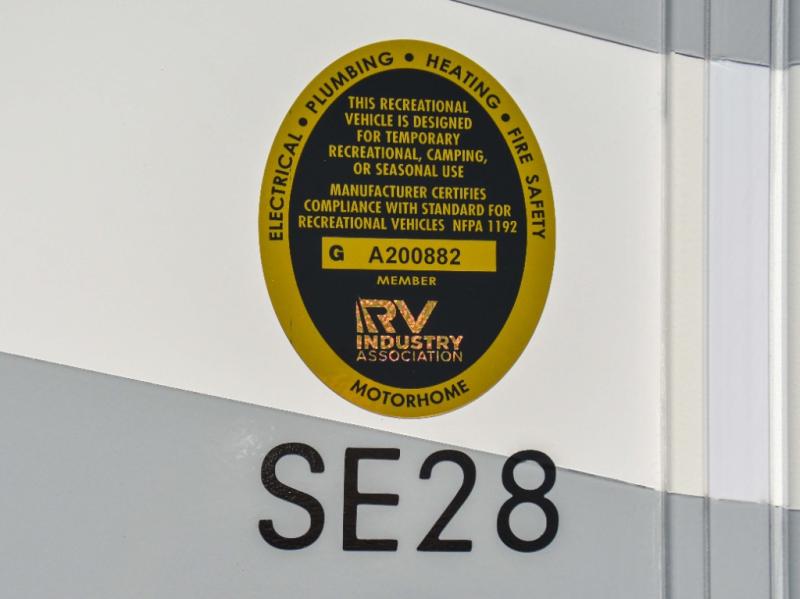 ELECTRICAL • PLUMBING • HEATING • FIRE SAFETY
THIS RECREATIONAL
VEHICLE IS DESIGNED
FOR TEMPORARY
RECREATIONAL, CAMPING,
OR SEASONAL USE
MANUFACTURER CERTIFIES
COMPLIANCE WITH STANDARD FOR
RECREATIONAL VEHICLES NFPA 1192
G A200882
MEMBER
RV
INDUSTRY
ASSOCIATION
MOTORHOME
SE28